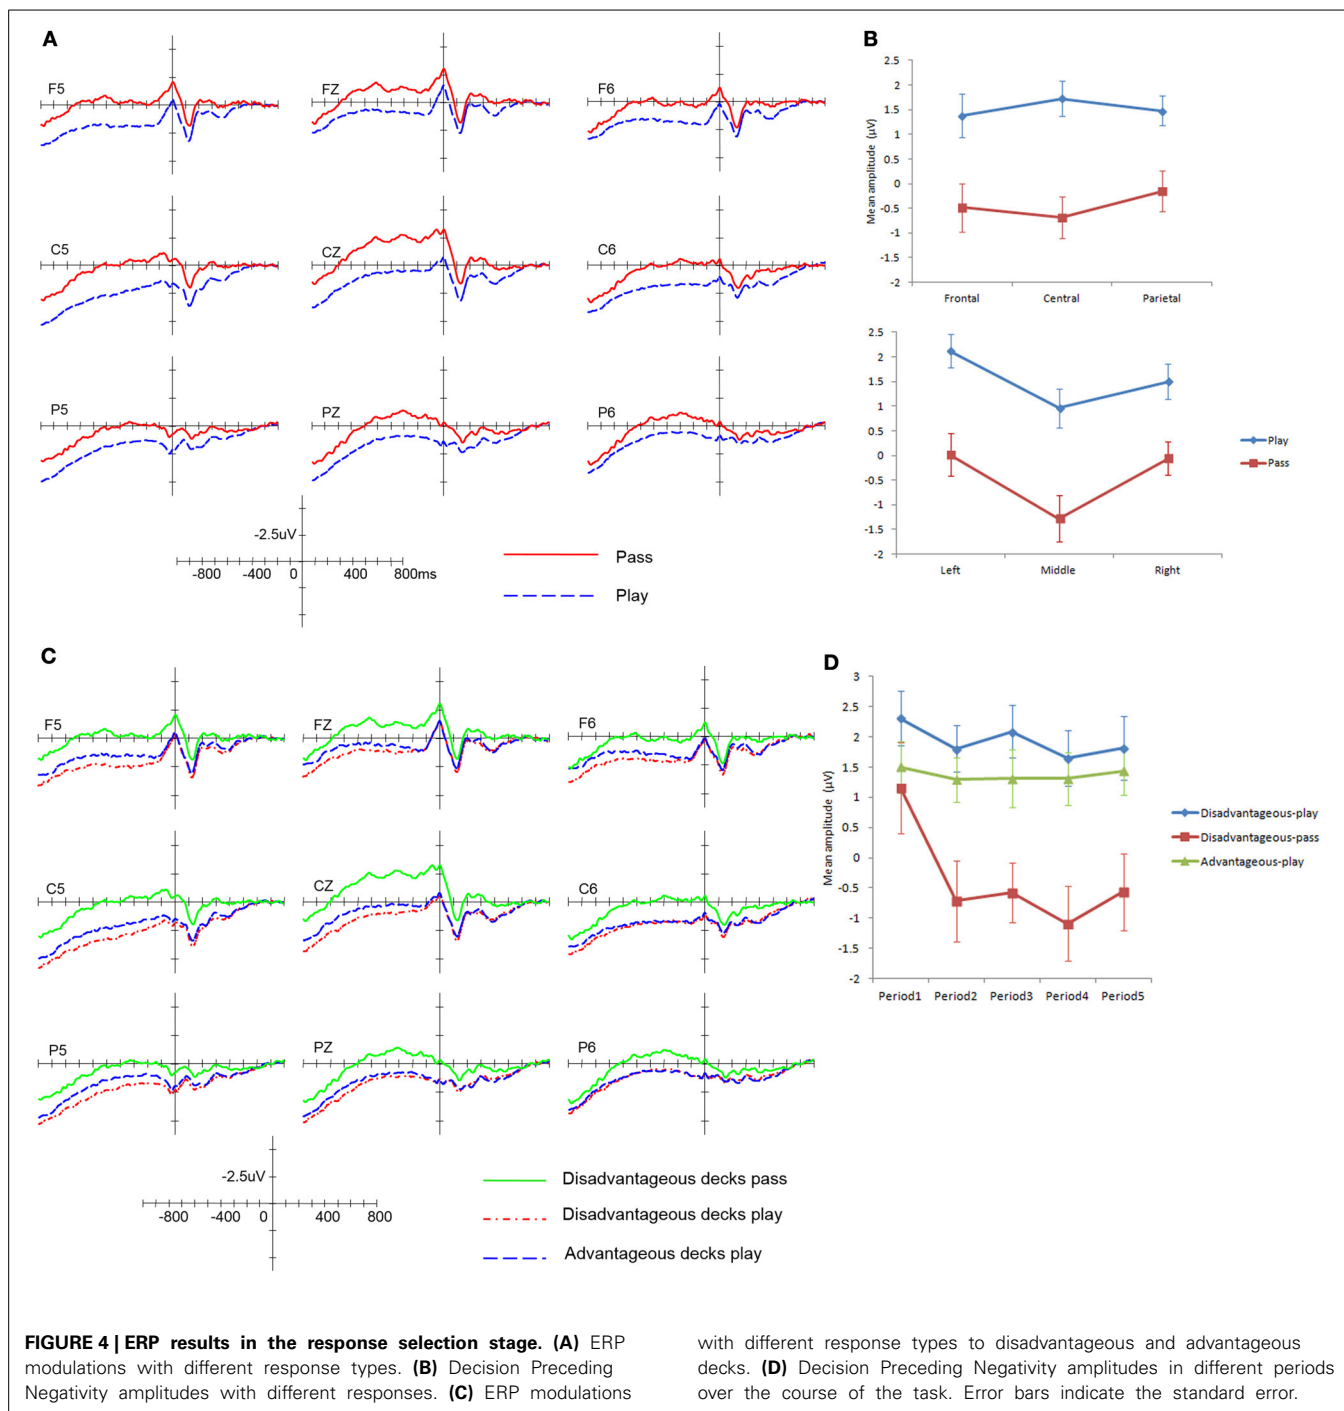 A
F5
FZ
F6
C5
CZ
C6
P5
PZ
P6
-2.5uV
-800 -400 0 400 800ms
Pass
Play
B
Mean amplitude (μV)
2.5
2
1.5
1
0.5
0
-0.5
-1
-1.5
-2
Frontal Central Parietal
2.5
2
1.5
1
0.5
0
-0.5
-1
-1.5
-2
Left Middle Right
Play
Pass
C
F5
FZ
F6
C5
CZ
C6
P5
PZ
P6
-2.5uV
-800 -400 0 400 800
Disadvantageous decks pass
Disadvantageous decks play
Advantageous decks play
D
Mean amplitude (μV)
3
2.5
2
1.5
1
0.5
0
-0.5
-1
-1.5
-2
Period1 Period2 Period3 Period4 Period5
Disadvantageous-play
Disadvantageous-pass
Advantageous-play
FIGURE 4 | ERP results in the response selection stage. (A) ERP
modulations with different response types. (B) Decision Preceding
Negativity amplitudes with different responses. (C) ERP modulations
with different response types to disadvantageous and advantageous
decks. (D) Decision Preceding Negativity amplitudes in different periods
over the course of the task. Error bars indicate the standard error.